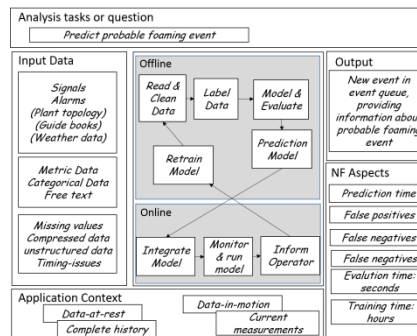 Analysis tasks or question
Predict probable foaming event
Input Data
Signals
Alarms
(Plant topology)
(Guide books)
(Weather data)
Metric Data
Categorical Data
Free text
Missing values
Compressed data
unstructured data
Timing-issues
Offline
Read &
Clean
Data
Label
Data
Model &
Evaluate
Prediction
Model
Retrain
Model
Online
Integrate
Model
Monitor
& run
model
Inform
Operator
Output
New event in
event queue,
providing
information about
probable foaming
event
NF Aspects
Prediction time:
False positives
False negatives
False negatives
Evalution time:
seconds
Training time:
hours
Application Context
Data-at-rest
Complete history
Data-in-motion
Current
measurements